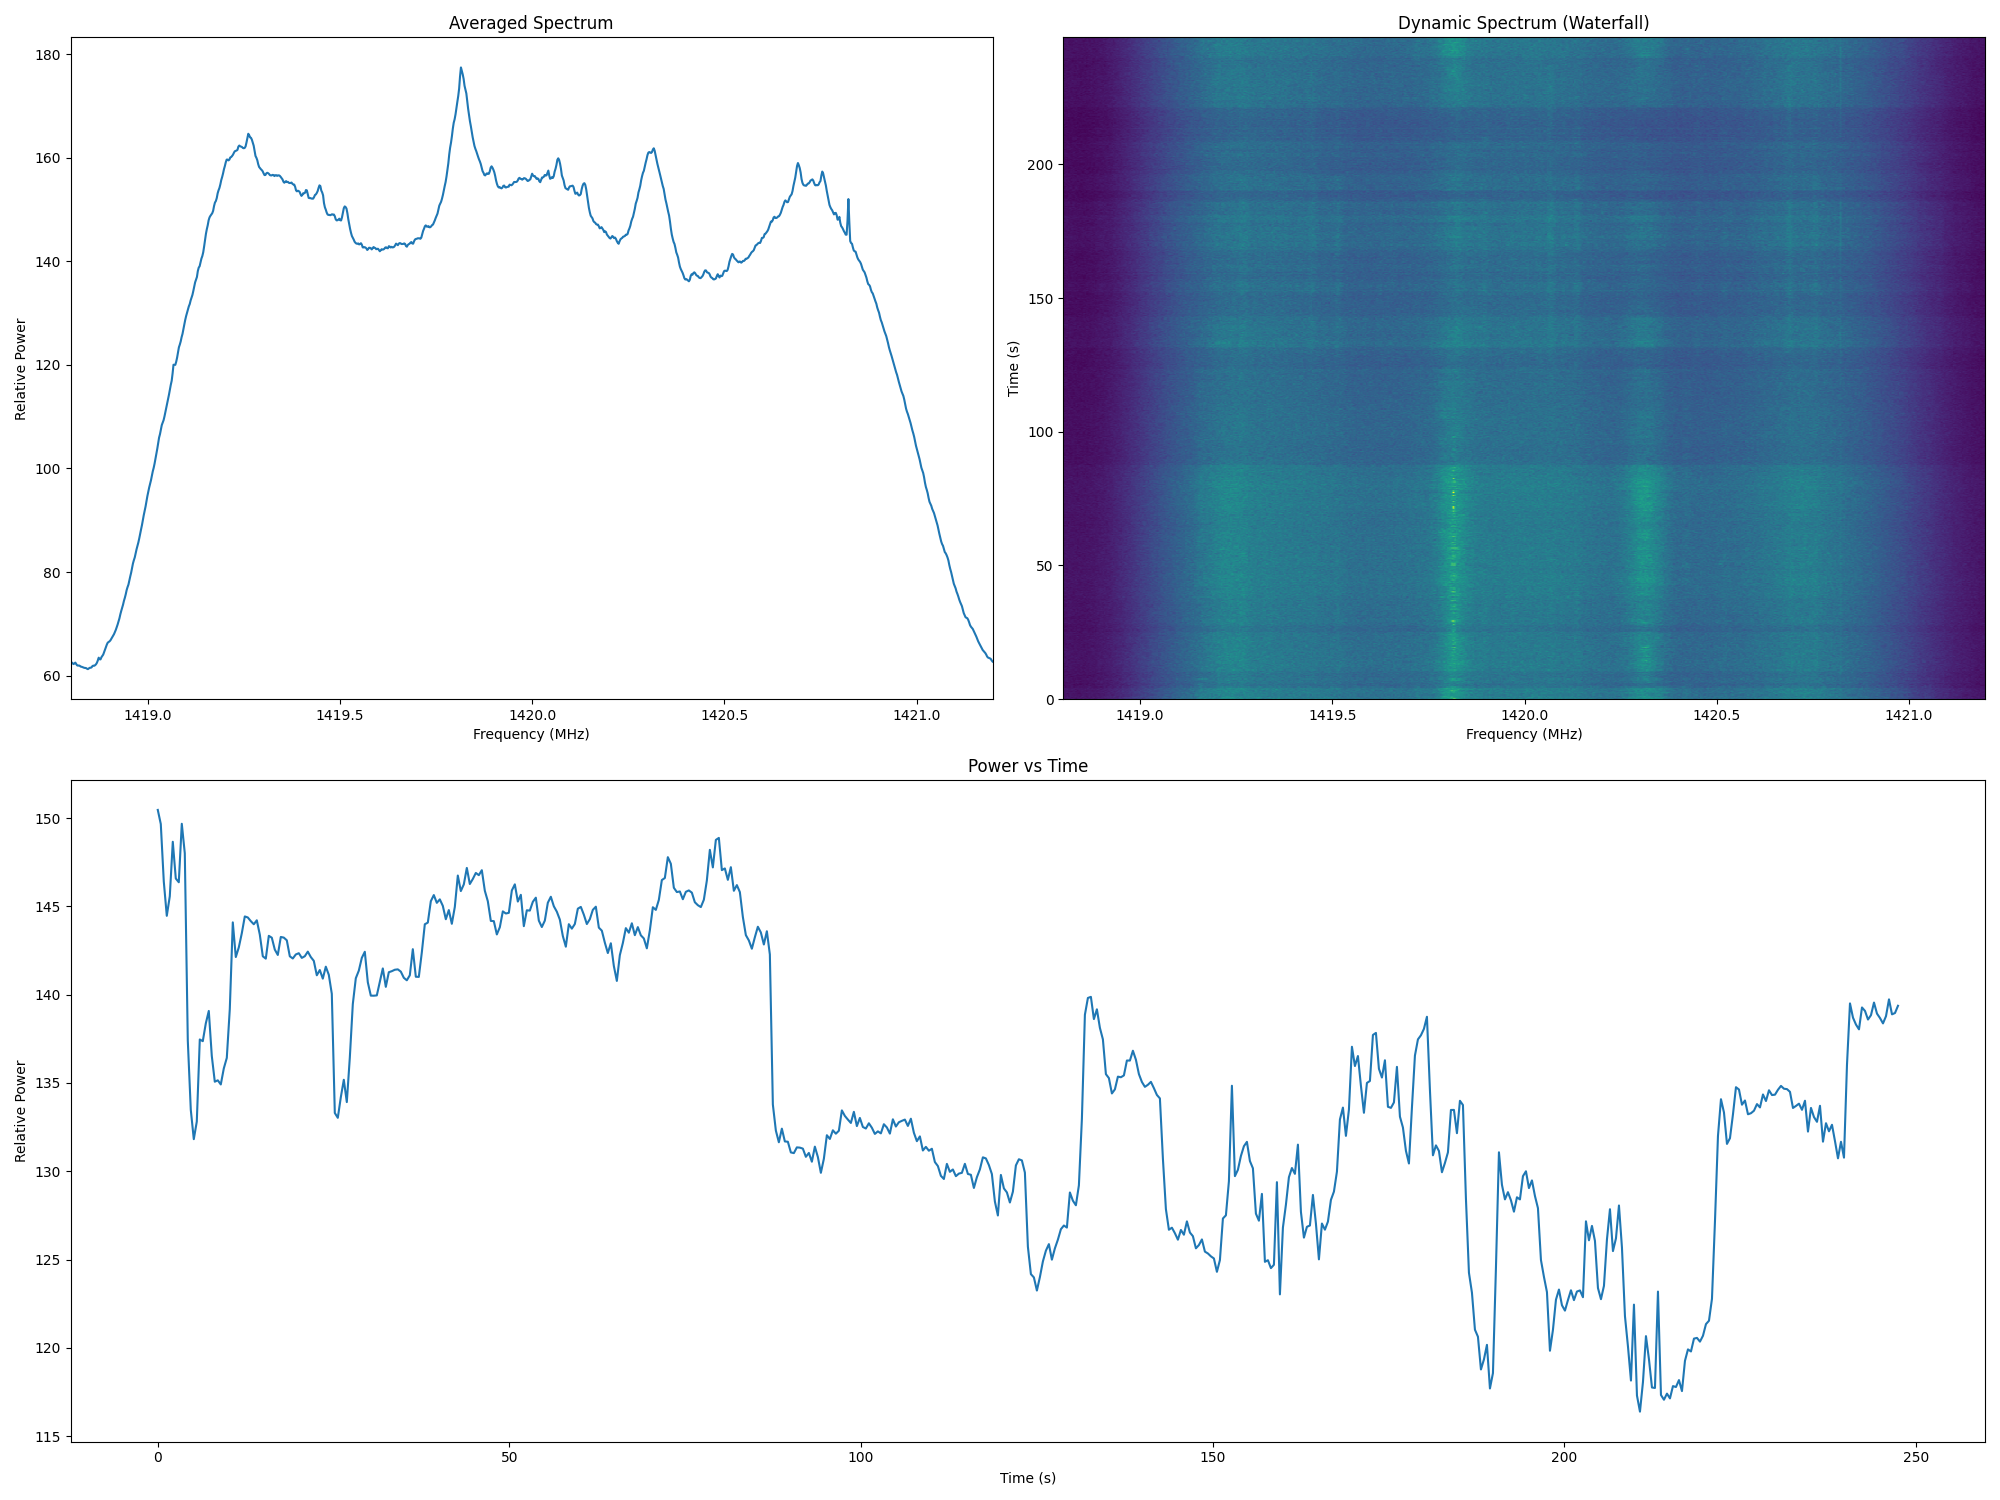 Averaged Spectrum
Relative Power
180
160
140
120
100
80
60
1419.0 1419.5 1420.0 1420.5 1421.0
Frequency (MHz)
Dynamic Spectrum (Waterfall)
Time (s)
200
150
100
50
0
1419.0 1419.5 1420.0 1420.5 1421.0
Frequency (MHz)
Power vs Time
Relative Power
150
145
140
135
130
125
120
115
0 50 100 150 200 250
Time (s)